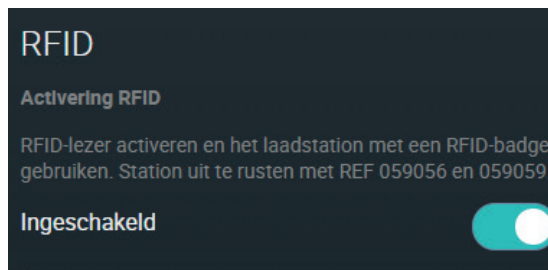 RFID
Activering RFID
RFID-lezer activeren en het laadstation met een RFID-badge
gebruiken. Station uit te rusten met REF 059056 en 059059
Ingeschakeld